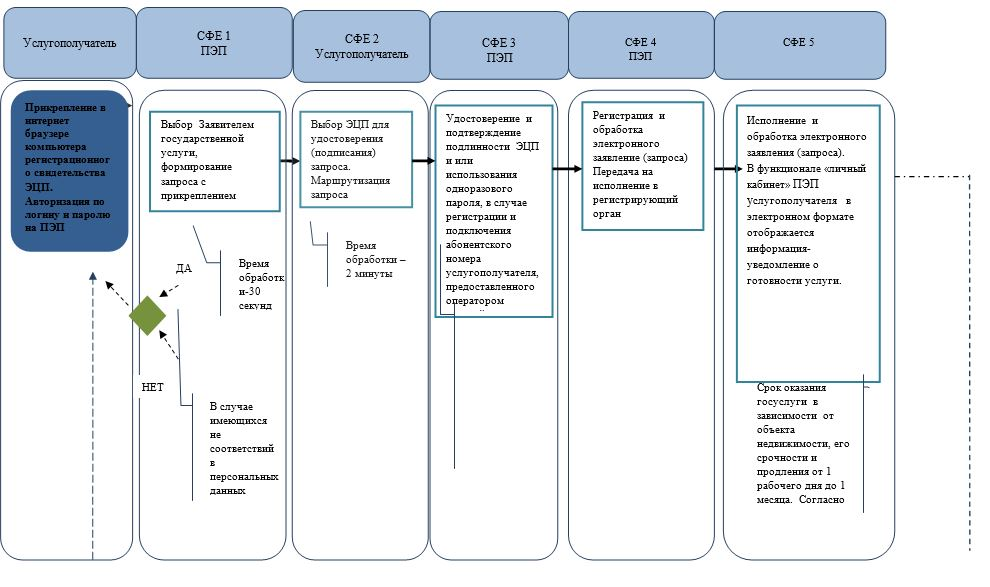 Услугополучатель
СФЕ 1
ПЭП
СФЕ 2
Услугополучатель
СФЕ 3
ПЭП
СФЕ 4
ПЭП
СФЕ 5
Прикрепление в
интернет
браузере
компьютера
регистрационног
о свидетельства
ЭЦП.
Авторизация по
логину и паролю
на ПЭП
Выбор Заявителем
государственной
услуги,
формирование
запроса с
прикреплением
Выбор ЭЦП для
удостоверения
(подписания)
запроса.
Маршрутизация
запроса
Удостоверение и
подтверждение
подлинности ЭЦП
и или
использования
одноразового
пароля, в случае
регистрации и
подключения
абонентского
номера
услугополучателя,
предоставленного
оператором
Регистрация и
обработка
электронного
заявление (запроса)
Передача на
исполнение в
регистрирующий
орган
Исполнение и
обработка электронного
заявления (запроса).
В функционале «личный
кабинет» ПЭП
услугополучателя в
электронном формате
отображается
информация-
уведомление о
готовности услуги.
ДА
Время
обработк
и-30
секунд
Время
обработки –
2 минуты
НЕТ
В случае
имеющихся
не
соответствий
в
персональных
данных
Срок оказания
госуслуги в
зависимости от
объекта
недвижимости, его
срочности и
продления от 1
рабочего дня до 1
месяца. Согласно